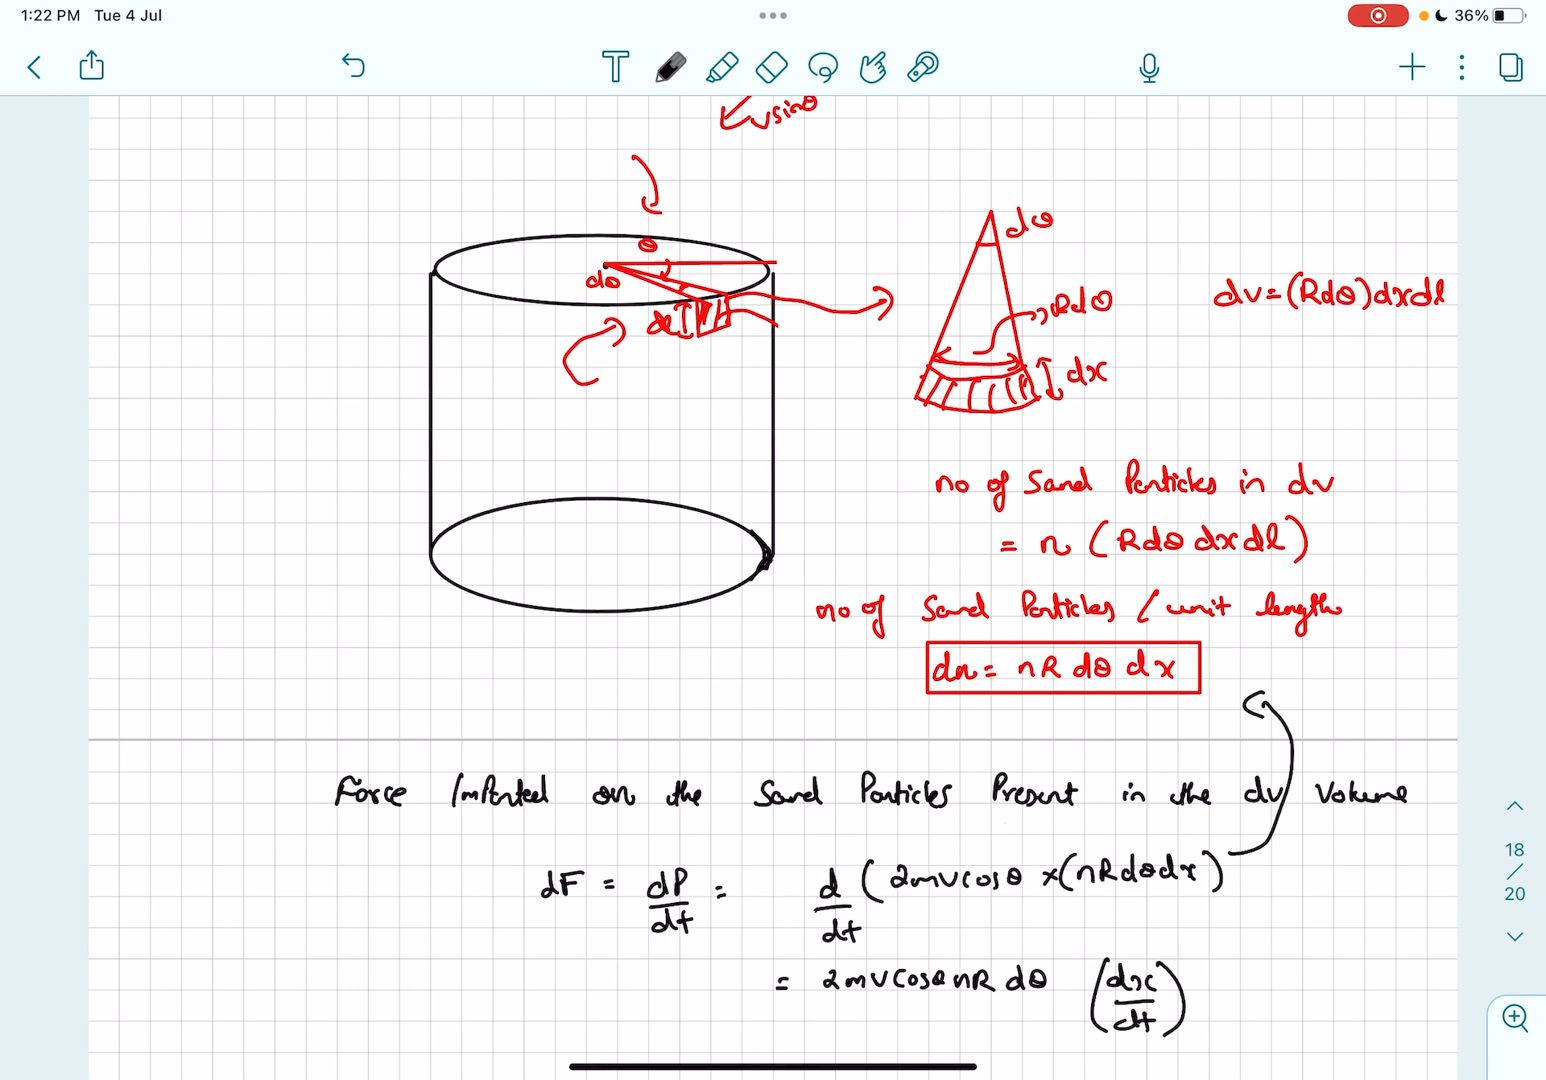 1:22 PM Tue 4 Jul
36%
T
vsinθ
θ
dθ
dl
dθ
Rdθ
dx
dv=(Rdθ)dxdl
no of Sand Particles in dv
= n (Rdθ dxdl)
no of Sand Particles / unit length
dn= nR dθ dx
Force Imparted on the Sand Particles Present in the dv Volume
dF = dP/dt = d/dt (2mvcosθ ×(nRdθdx)
= 2mvcosθ nR dθ (dx/dt)
18
/
20